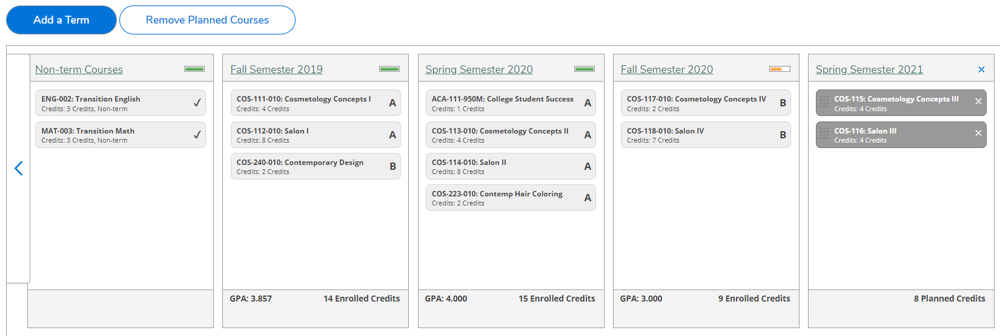 Add a Term
Remove Planned Courses
Non-term Courses
ENG-002: Transition English
Credits: 3 Credits, Non-term
✓
MAT-003: Transition Math
Credits: 3 Credits, Non-term
✓
Fall Semester 2019
COS-111-010: Cosmetology Concepts I
Credits: 4 Credits
A
COS-112-010: Salon I
Credits: 8 Credits
A
COS-240-010: Contemporary Design
Credits: 2 Credits
B
GPA: 3.857
14 Enrolled Credits
Spring Semester 2020
ACA-111-950M: College Student Success
Credits: 1 Credits
A
COS-113-010: Cosmetology Concepts II
Credits: 4 Credits
A
COS-114-010: Salon II
Credits: 8 Credits
A
COS-223-010: Contemp Hair Coloring
Credits: 2 Credits
A
GPA: 4.000
15 Enrolled Credits
Fall Semester 2020
COS-117-010: Cosmetology Concepts IV
Credits: 2 Credits
B
COS-118-010: Salon IV
Credits: 7 Credits
B
GPA: 3.000
9 Enrolled Credits
Spring Semester 2021
COS-115: Cosmetology Concepts III
Credits: 4 Credits
COS-116: Salon III
Credits: 4 Credits
8 Planned Credits